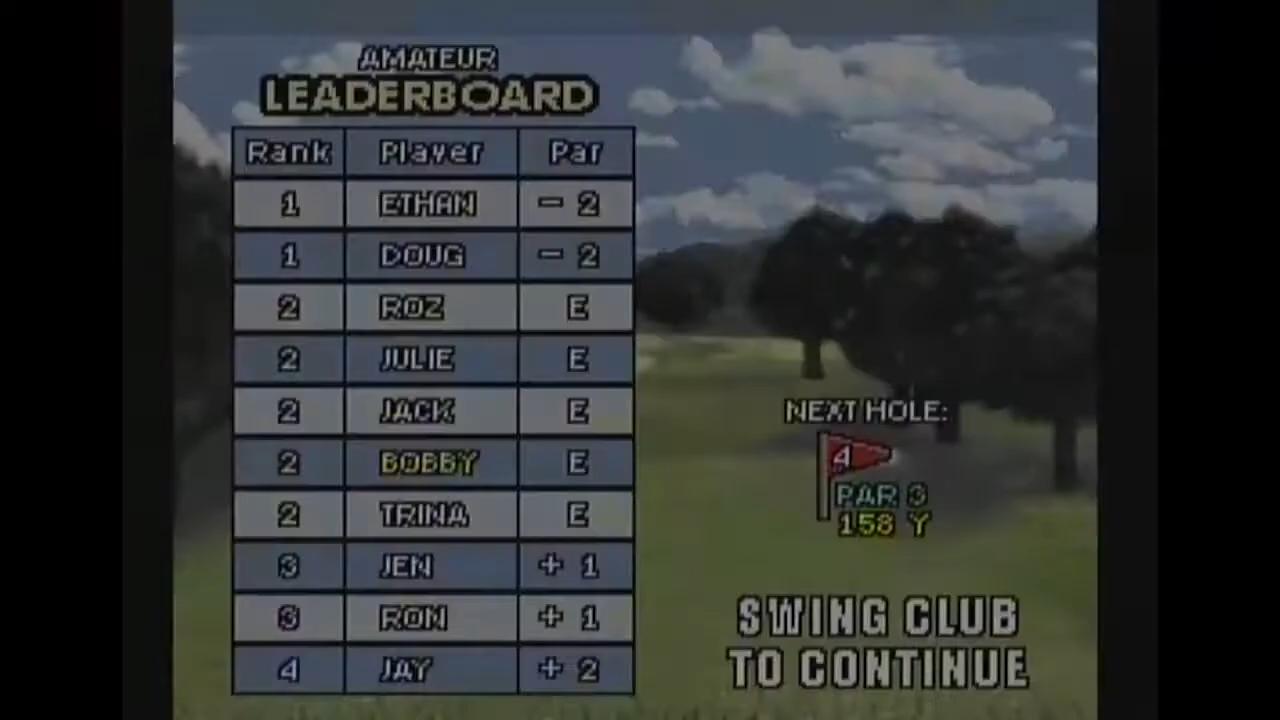 AMATEUR
LEADERBOARD
Rank Player Par
1 ETHAN - 2
1 DOUG - 2
2 ROZ E
2 JULIE E
2 JACK E
2 BOBBY E
2 TRINA E
3 JEN + 1
3 RON + 1
4 JAY + 2
NEXT HOLE:
4
PAR 3
158 Y
SWING CLUB
TO CONTINUE